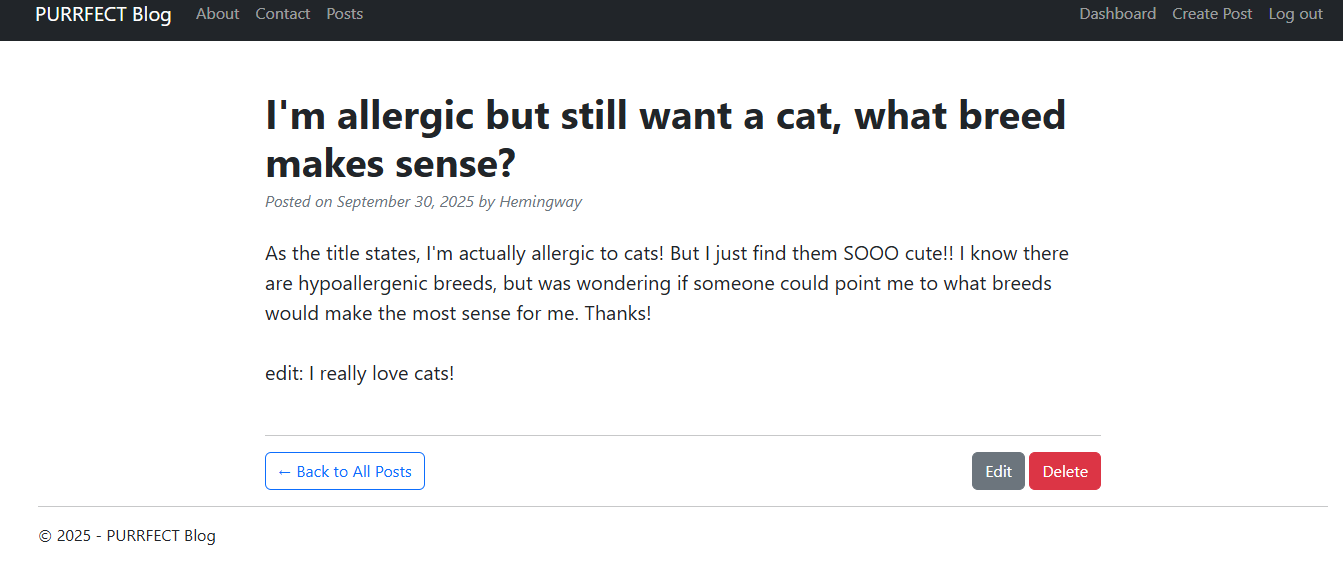 PURRFECT Blog About Contact Posts Dashboard Create Post Log out
I'm allergic but still want a cat, what breed
makes sense?
Posted on September 30, 2025 by Hemingway
As the title states, I'm actually allergic to cats! But I just find them SOOO cute!! I know there
are hypoallergenic breeds, but was wondering if someone could point me to what breeds
would make the most sense for me. Thanks!
edit: I really love cats!
← Back to All Posts Edit Delete
© 2025 - PURRFECT Blog